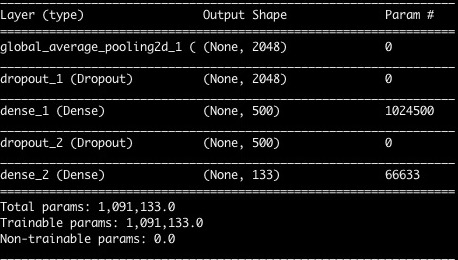 Layer (type) Output Shape Param #
global_average_pooling2d_1 ( (None, 2048) 0
dropout_1 (Dropout) (None, 2048) 0
dense_1 (Dense) (None, 500) 1024500
dropout_2 (Dropout) (None, 500) 0
dense_2 (Dense) (None, 133) 66633
Total params: 1,091,133.0
Trainable params: 1,091,133.0
Non-trainable params: 0.0